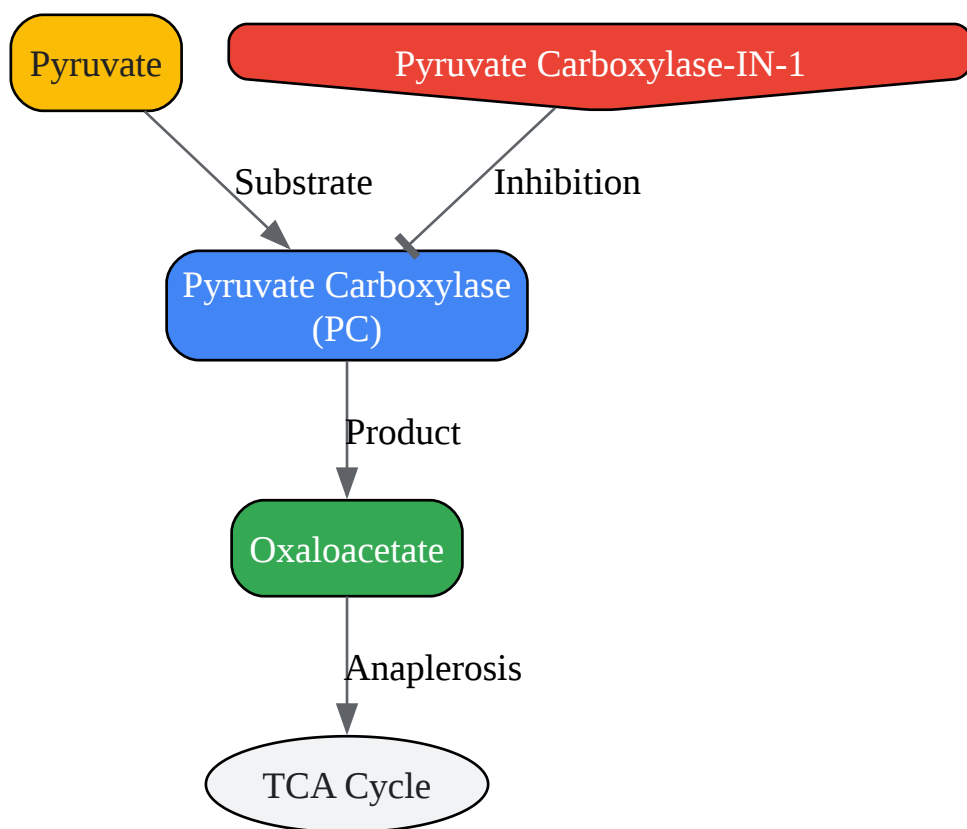 Pyruvate
Pyruvate Carboxylase-IN-1
Substrate
Inhibition
Pyruvate Carboxylase
(PC)
Product
Oxaloacetate
Anaplerosis
TCA Cycle